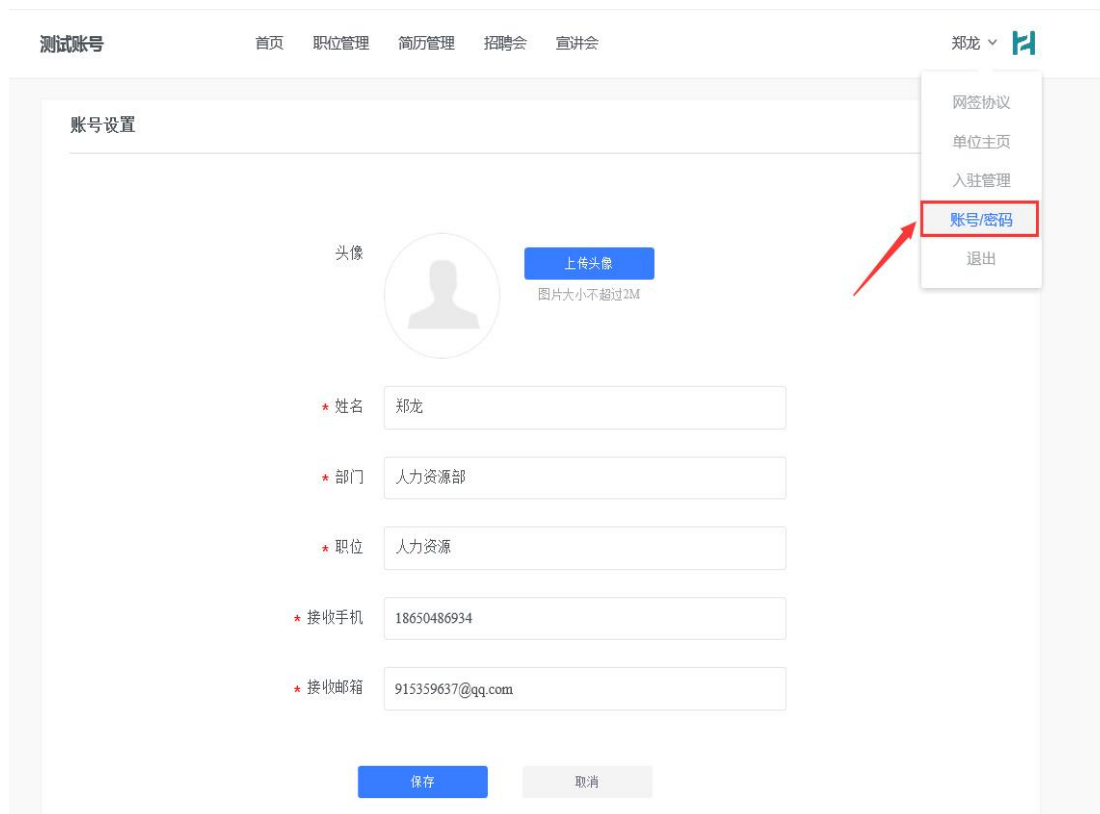 测试账号 首页 职位管理 简历管理 招聘会 宣讲会 郑龙
网签协议
单位主页
入驻管理
账号/密码
退出
账号设置
头像
上传头像
图片大小不超过2M
* 姓名 郑龙
* 部门 人力资源部
* 职位 人力资源
* 接收手机 18650486934
* 接收邮箱 915359637@qq.com
保存 取消